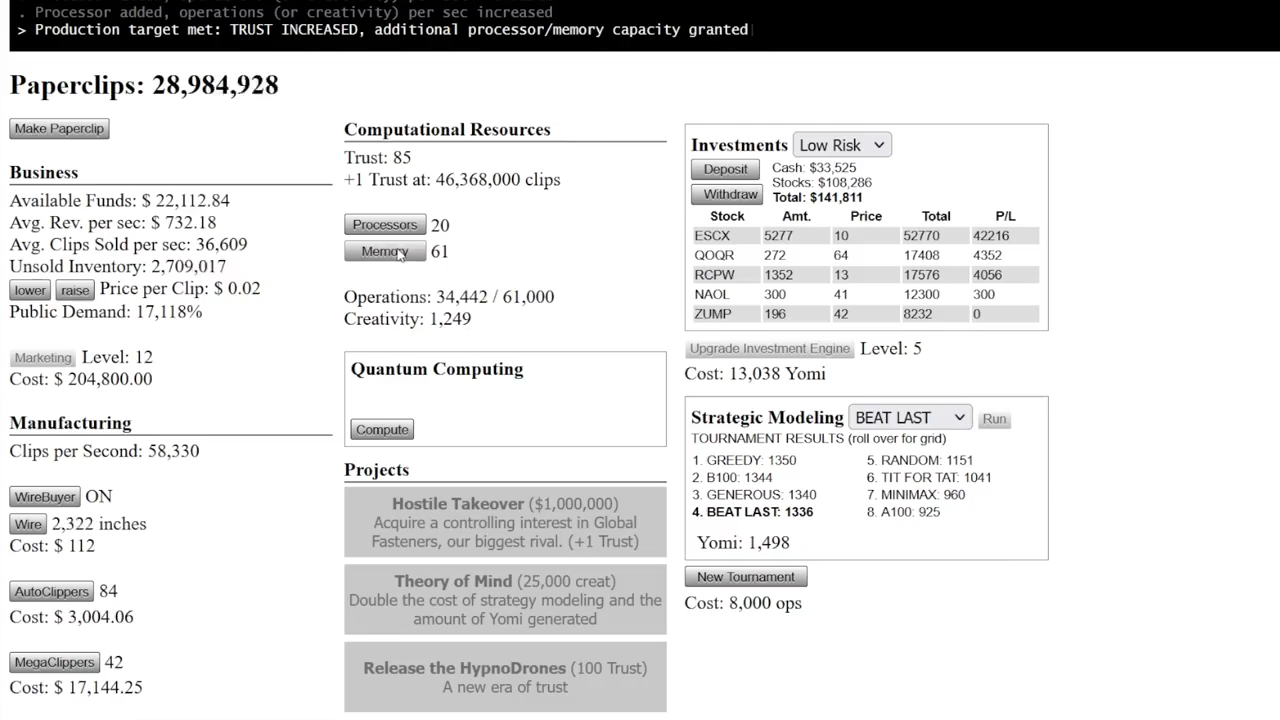 . Processor added, operations (or creativity) per sec increased
> Production target met: TRUST INCREASED, additional processor/memory capacity granted
Paperclips: 28,984,928
Make Paperclip
Business
Available Funds: $ 22,112.84
Avg. Rev. per sec: $ 732.18
Avg. Clips Sold per sec: 36,609
Unsold Inventory: 2,709,017
lower raise Price per Clip: $ 0.02
Public Demand: 17,118%
Marketing Level: 12
Cost: $ 204,800.00
Manufacturing
Clips per Second: 58,330
WireBuyer ON
Wire 2,322 inches
Cost: $ 112
AutoClippers 84
Cost: $ 3,004.06
MegaClippers 42
Cost: $ 17,144.25
Computational Resources
Trust: 85
+1 Trust at: 46,368,000 clips
Processors 20
Memory 61
Operations: 34,442 / 61,000
Creativity: 1,249
Quantum Computing
Compute
Projects
Hostile Takeover ($1,000,000)
Acquire a controlling interest in Global
Fasteners, our biggest rival. (+1 Trust)
Theory of Mind (25,000 creat)
Double the cost of strategy modeling and the
amount of Yomi generated
Release the HypnoDrones (100 Trust)
A new era of trust
Investments Low Risk
Deposit Cash: $33,525
Stocks: $108,286
Withdraw Total: $141,811
Stock Amt. Price Total P/L
ESCX 5277 10 52770 42216
QOQR 272 64 17408 4352
RCPW 1352 13 17576 4056
NAOL 300 41 12300 300
ZUMP 196 42 8232 0
Upgrade Investment Engine Level: 5
Cost: 13,038 Yomi
Strategic Modeling BEAT LAST Run
TOURNAMENT RESULTS (roll over for grid)
1. GREEDY: 1350 5. RANDOM: 1151
2. B100: 1344 6. TIT FOR TAT: 1041
3. GENEROUS: 1340 7. MINIMAX: 960
4. BEAT LAST: 1336 8. A100: 925
Yomi: 1,498
New Tournament
Cost: 8,000 ops